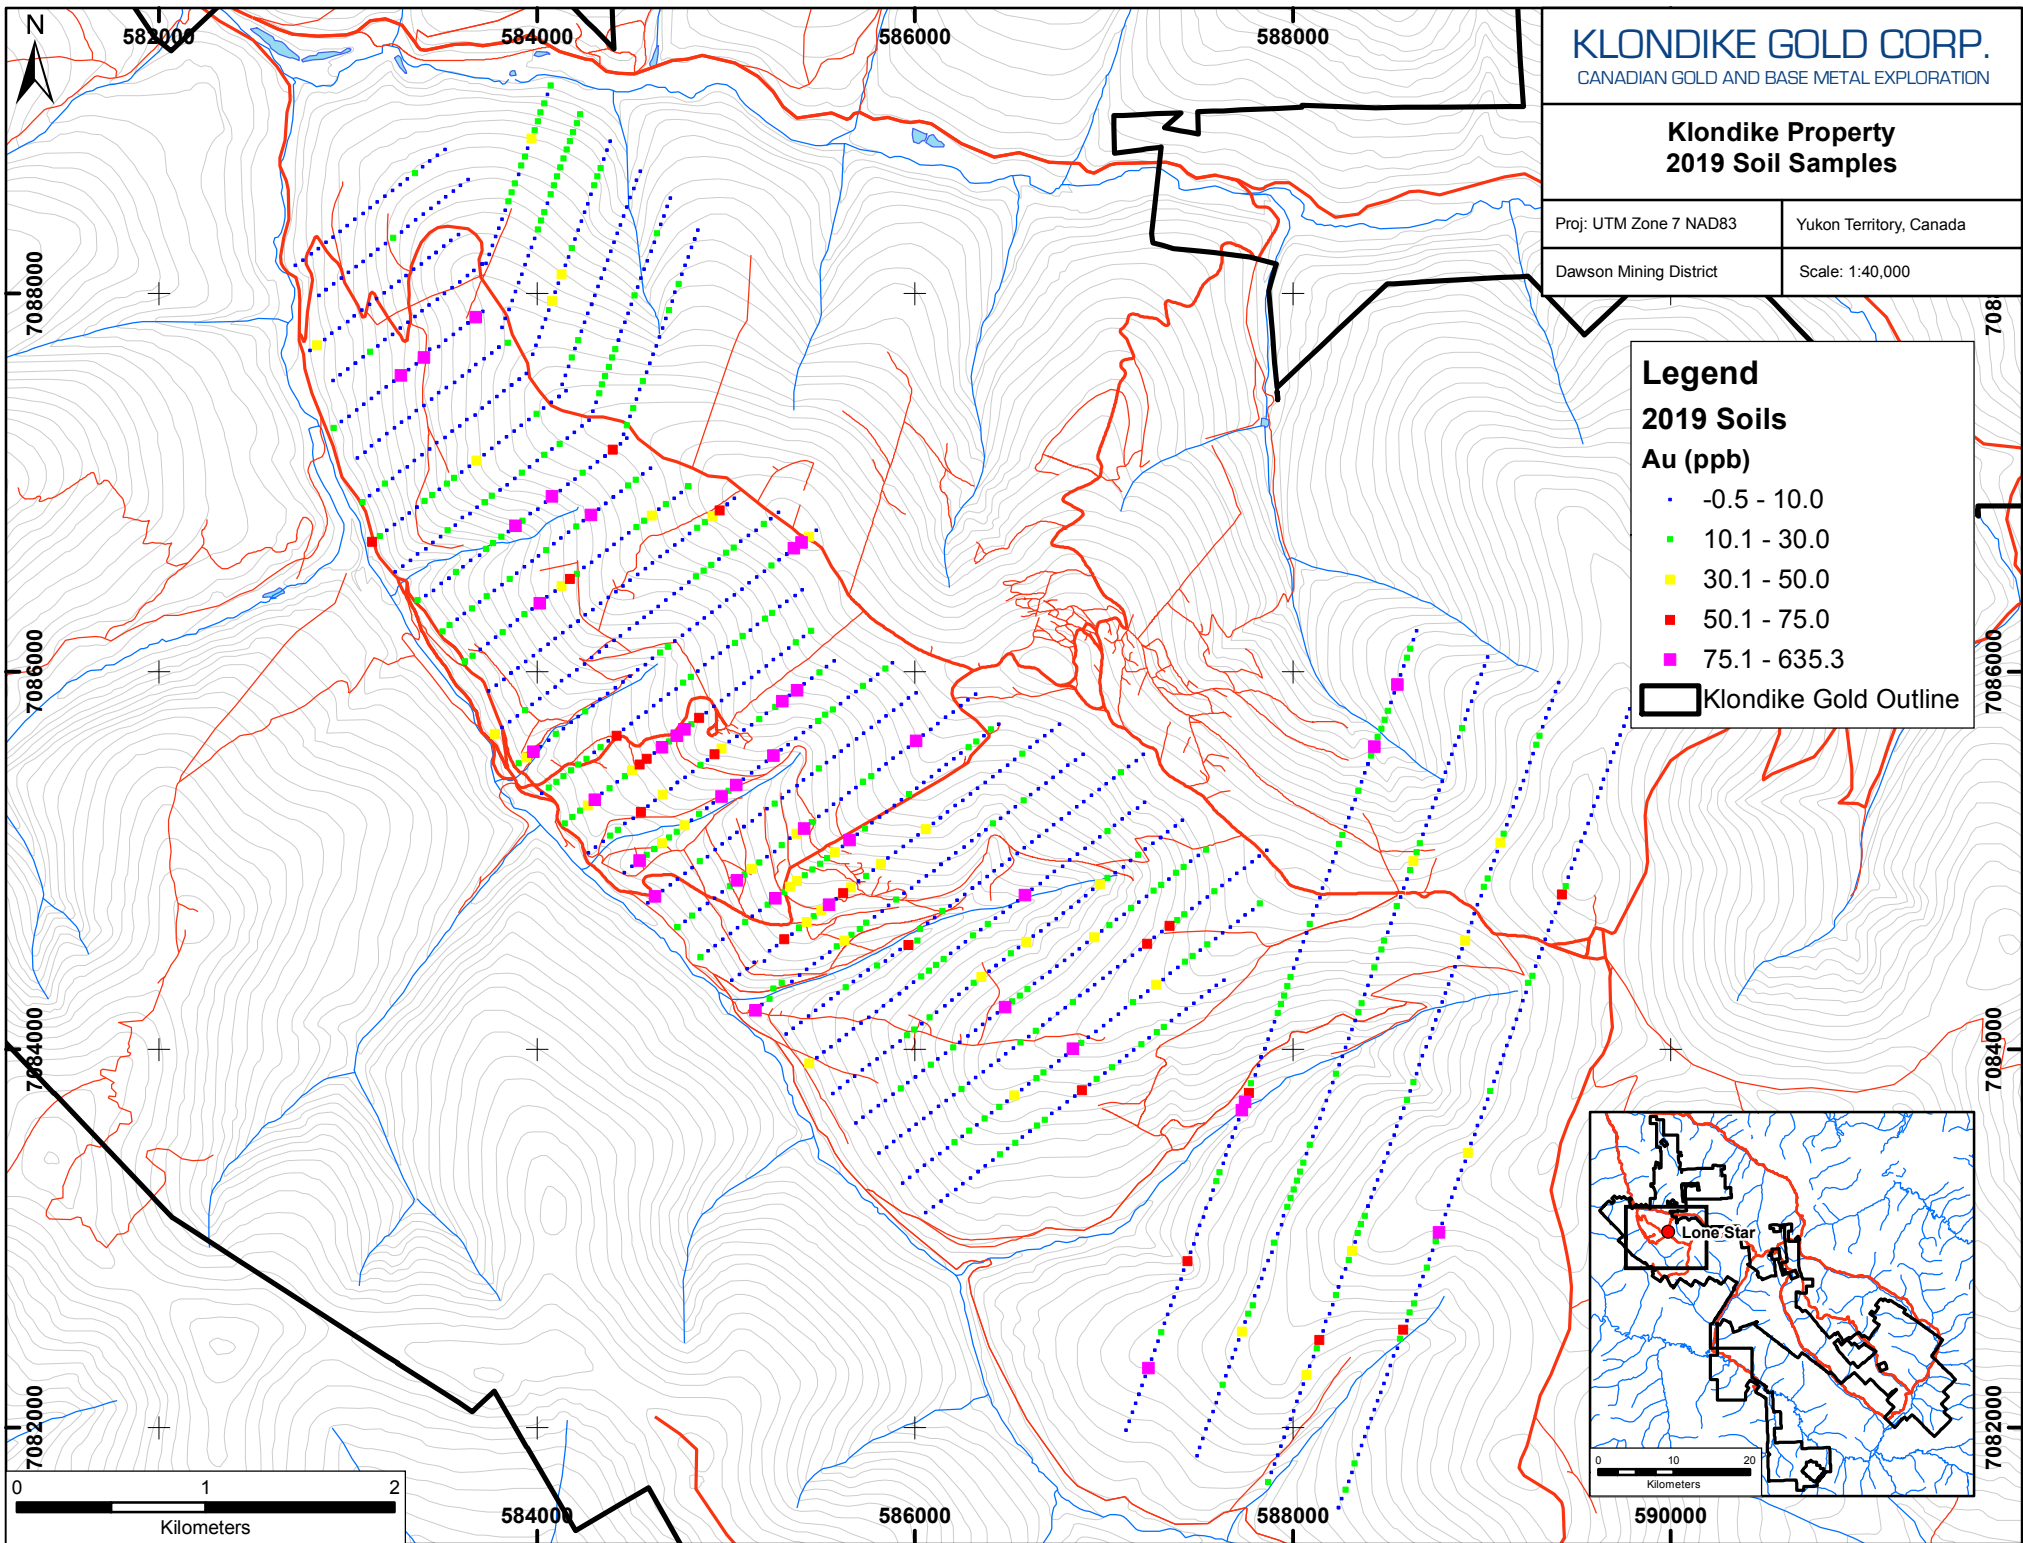 N
582000
584000
586000
588000
KLONDIKE GOLD CORP.
CANADIAN GOLD AND BASE METAL EXPLORATION
Klondike Property
2019 Soil Samples
Proj: UTM Zone 7 NAD83
Yukon Territory, Canada
Dawson Mining District
Scale: 1:40,000
7088000
708
Legend
2019 Soils
Au (ppb)
-0.5 - 10.0
10.1 - 30.0
30.1 - 50.0
50.1 - 75.0
75.1 - 635.3
Klondike Gold Outline
7086000
7086000
7084000
7084000
Lone Star
7082000
7082000
0 10 20
Kilometers
0 1 2
Kilometers
584000
586000
588000
590000